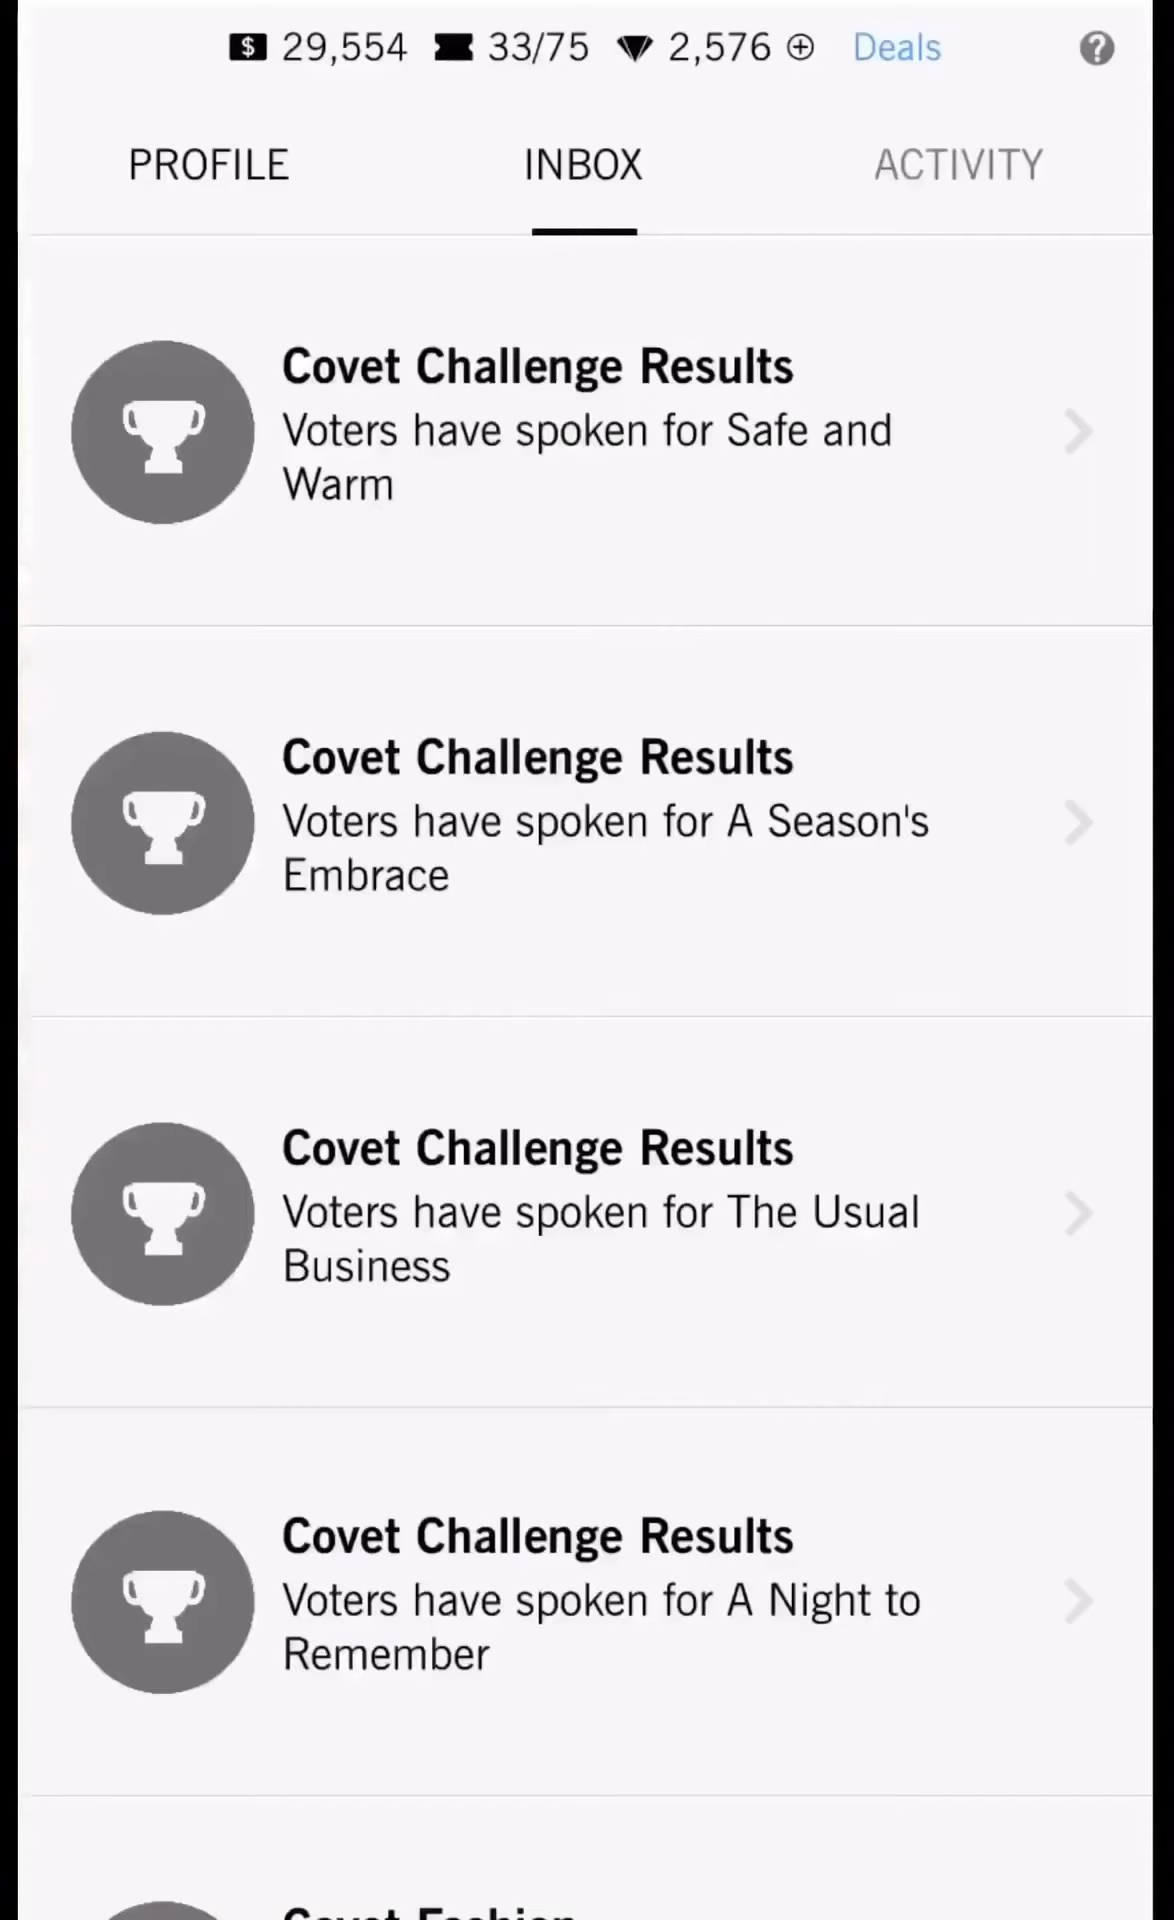 $ 29,554 33/75 2,576 Deals ?
PROFILE INBOX ACTIVITY
Covet Challenge Results
Voters have spoken for Safe and
Warm
Covet Challenge Results
Voters have spoken for A Season's
Embrace
Covet Challenge Results
Voters have spoken for The Usual
Business
Covet Challenge Results
Voters have spoken for A Night to
Remember
Covet Fashion